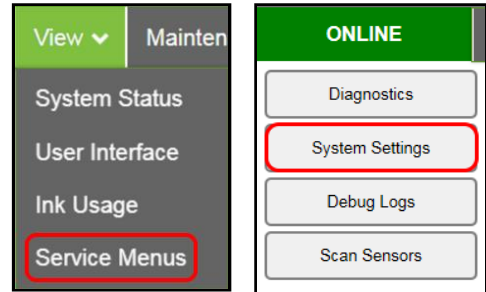 View Mainten
System Status
User Interface
Ink Usage
Service Menus
ONLINE
Diagnostics
System Settings
Debug Logs
Scan Sensors